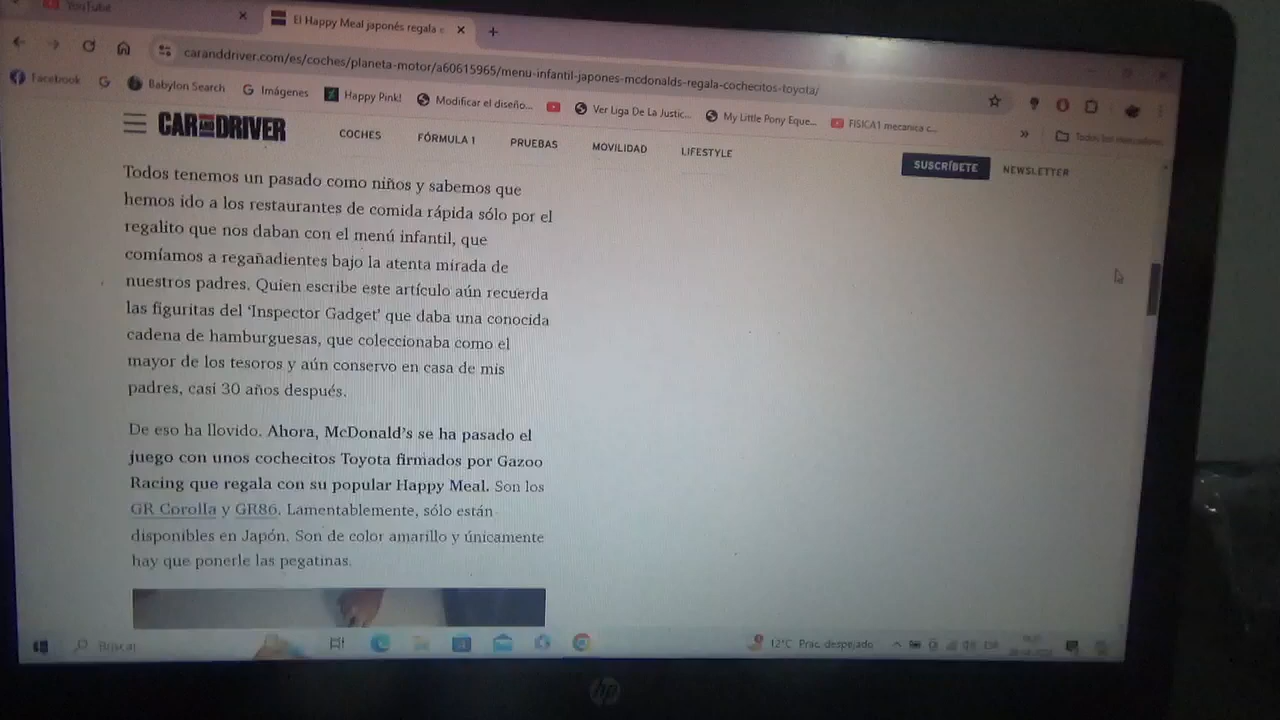 YouTube
El Happy Meal japonés regala c
caranddriver.com/es/coches/planeta-motor/a60615965/menu-infantil-japones-mcdonalds-regala-cochecitos-toyota/
Facebook
Babylon Search
Imágenes
Happy Pink!
Modificar el diseño...
Ver Liga De La Justic...
My Little Pony Eque...
FISICA1 mecanica c...
Todos los marcadores
CAR AND DRIVER
COCHES
FÓRMULA 1
PRUEBAS
MOVILIDAD
LIFESTYLE
SUSCRÍBETE
NEWSLETTER
Todos tenemos un pasado como niños y sabemos que
hemos ido a los restaurantes de comida rápida sólo por el
regalito que nos daban con el menú infantil, que
comíamos a regañadientes bajo la atenta mirada de
nuestros padres. Quien escribe este artículo aún recuerda
las figuritas del 'Inspector Gadget' que daba una conocida
cadena de hamburguesas, que coleccionaba como el
mayor de los tesoros y aún conservo en casa de mis
padres, casi 30 años después.
De eso ha llovido. Ahora, McDonald's se ha pasado el
juego con unos cochecitos Toyota firmados por Gazoo
Racing que regala con su popular Happy Meal. Son los
GR Corolla y GR86. Lamentablemente, sólo están
disponibles en Japón. Son de color amarillo y únicamente
hay que ponerle las pegatinas.
Buscar
12°C Prac. despejado
hp